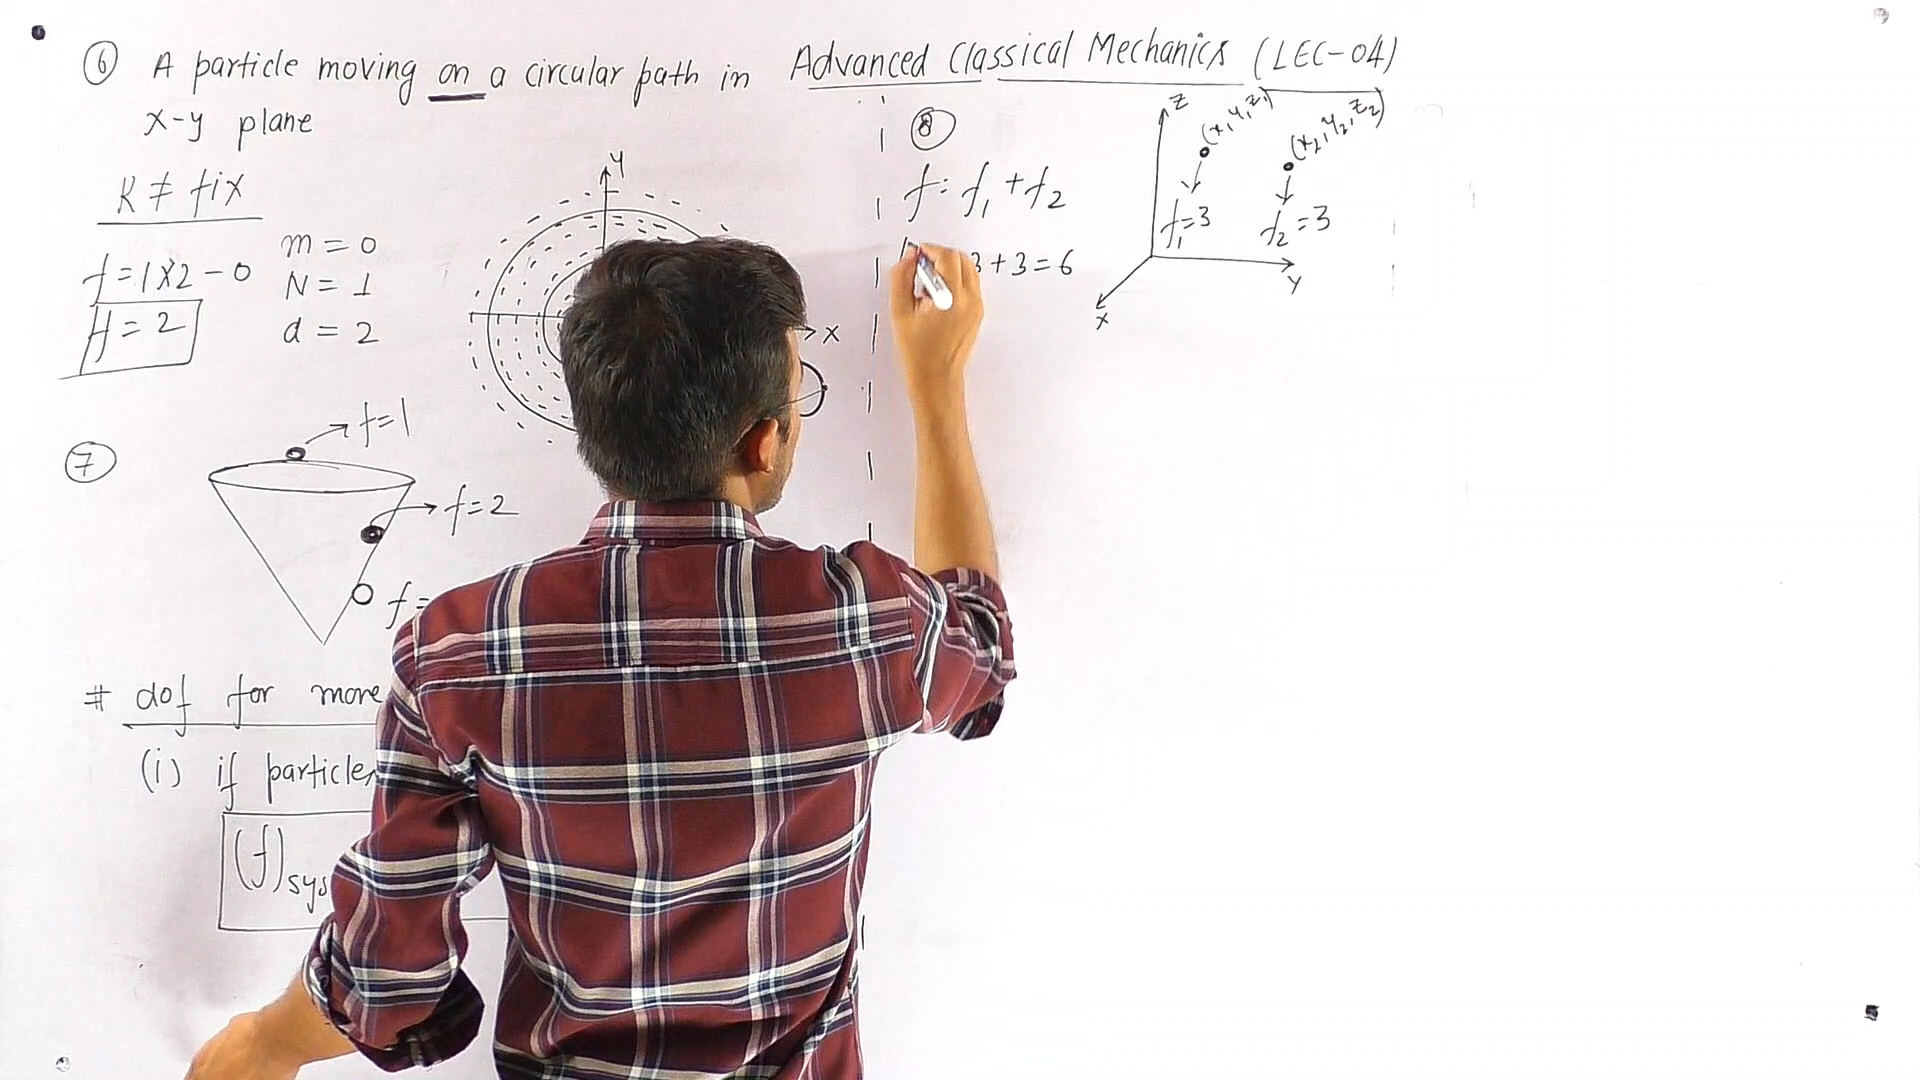 ⑥ A particle moving on a circular path in
x-y plane
R ≠ fix
f = 1×2 - 0
f = 2
m = 0
N = 1
d = 2
y
x
⑦
f=1
f=2
f=
# dof for more
(i) if particle
(f)sys
Advanced Classical Mechanics (LEC-04)
⑧
f = f₁ + f₂
3+3=6
z
(x₁,y₁,z₁)
(x₂,y₂,z₂)
f₁=3
f₂=3
y
x